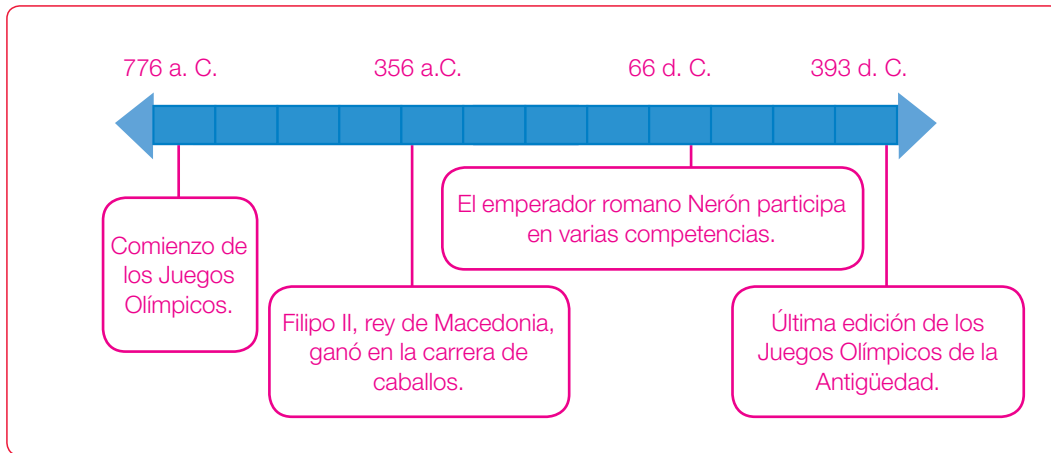 776 a. C.
356 a.C.
66 d. C.
393 d. C.
Comienzo de
los Juegos
Olímpicos.
Filipo II, rey de Macedonia,
ganó en la carrera de
caballos.
El emperador romano Nerón participa
en varias competencias.
Última edición de los
Juegos Olímpicos de la
Antigüedad.